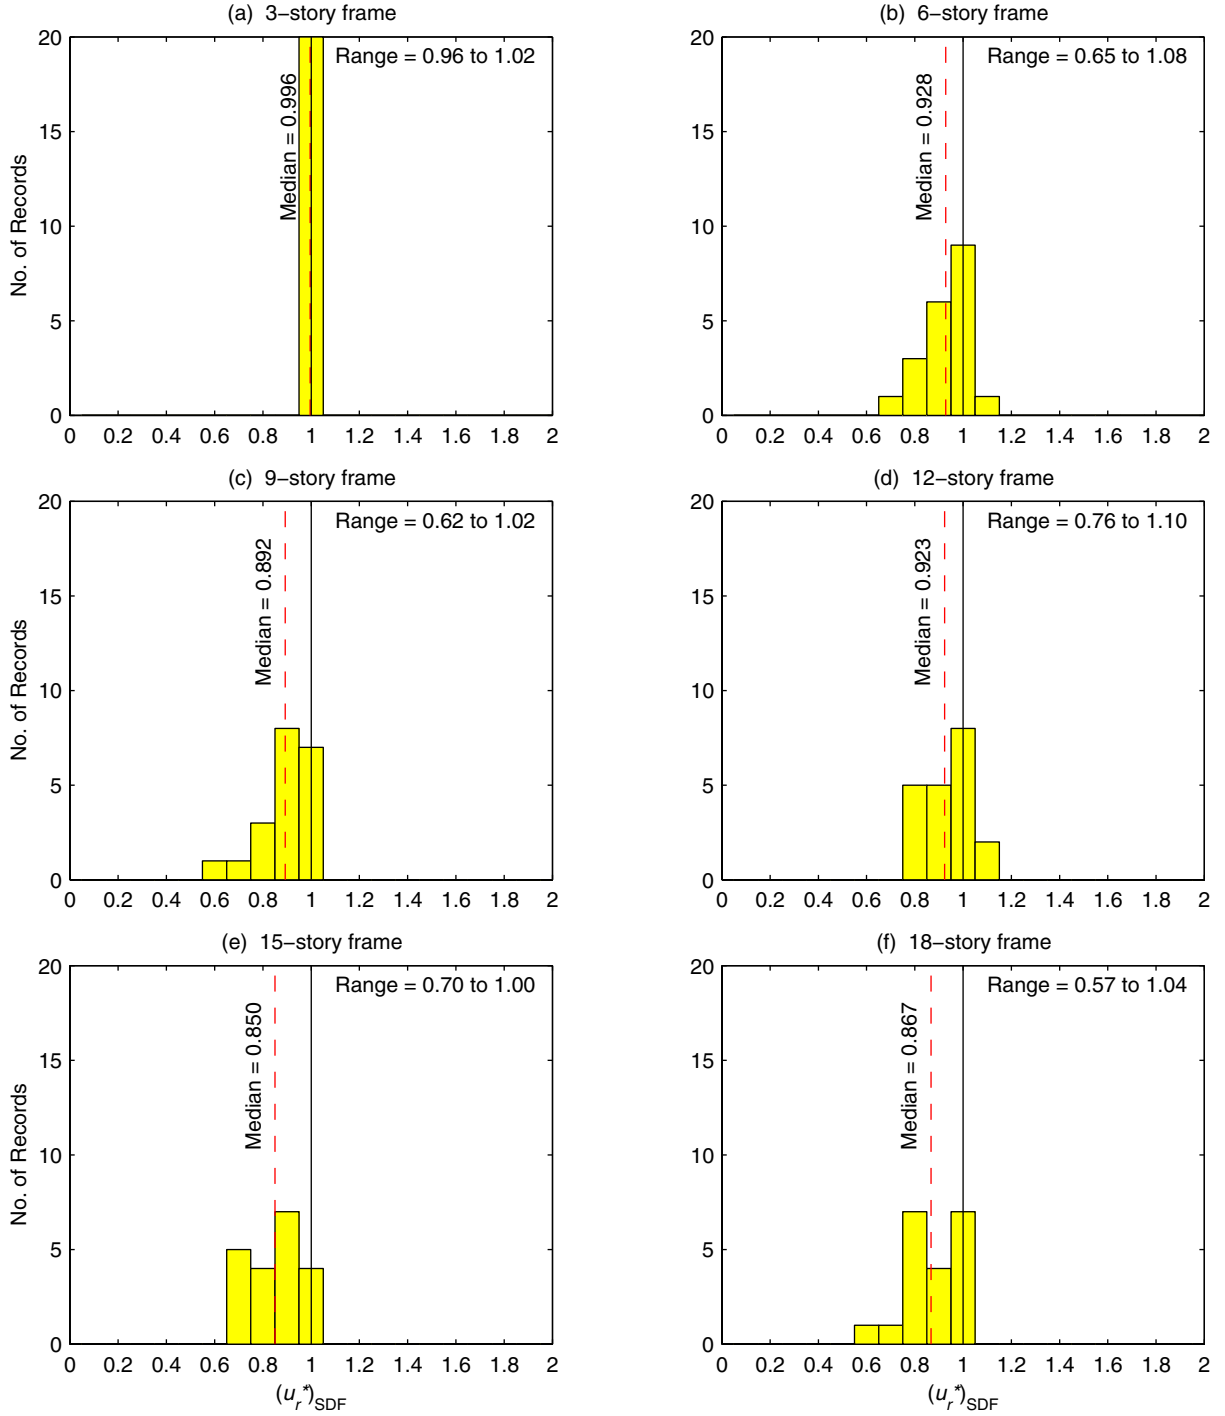 (a) 3−story frame
20
15
10
5
0
0 0.2 0.4 0.6 0.8 1 1.2 1.4 1.6 1.8 2
No. of Records
Median = 0.996
Range = 0.96 to 1.02
(b) 6−story frame
20
15
10
5
0
0 0.2 0.4 0.6 0.8 1 1.2 1.4 1.6 1.8 2
Median = 0.928
Range = 0.65 to 1.08
(c) 9−story frame
20
15
10
5
0
0 0.2 0.4 0.6 0.8 1 1.2 1.4 1.6 1.8 2
No. of Records
Median = 0.892
Range = 0.62 to 1.02
(d) 12−story frame
20
15
10
5
0
0 0.2 0.4 0.6 0.8 1 1.2 1.4 1.6 1.8 2
Median = 0.923
Range = 0.76 to 1.10
(e) 15−story frame
20
15
10
5
0
0 0.2 0.4 0.6 0.8 1 1.2 1.4 1.6 1.8 2
No. of Records
Median = 0.850
Range = 0.70 to 1.00
(u_r^*)_SDF
(f) 18−story frame
20
15
10
5
0
0 0.2 0.4 0.6 0.8 1 1.2 1.4 1.6 1.8 2
Median = 0.867
Range = 0.57 to 1.04
(u_r^*)_SDF